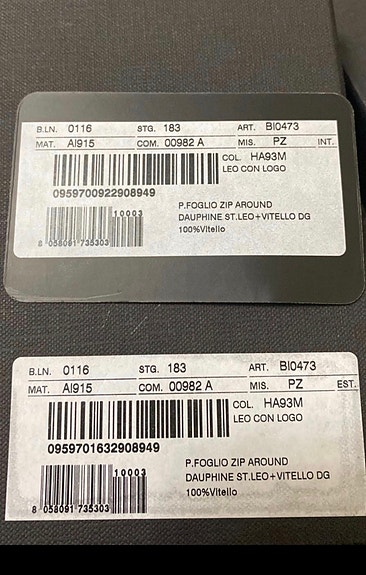 B.LN. 0116 STG. 183 ART. BI0473
MAT. AI915 COM. 00982 A MIS. PZ INT.
COL. HA93M
LEO CON LOGO
0959700922908949
10003
8 058091 735303
P.FOGLIO ZIP AROUND
DAUPHINE ST.LEO+VITELLO DG
100%Vitello
B.LN. 0116 STG. 183 ART. BI0473
MAT. AI915 COM. 00982 A MIS. PZ EST.
COL. HA93M
LEO CON LOGO
0959701632908949
10003
8 058091 735303
P.FOGLIO ZIP AROUND
DAUPHINE ST.LEO+VITELLO DG
100%Vitello